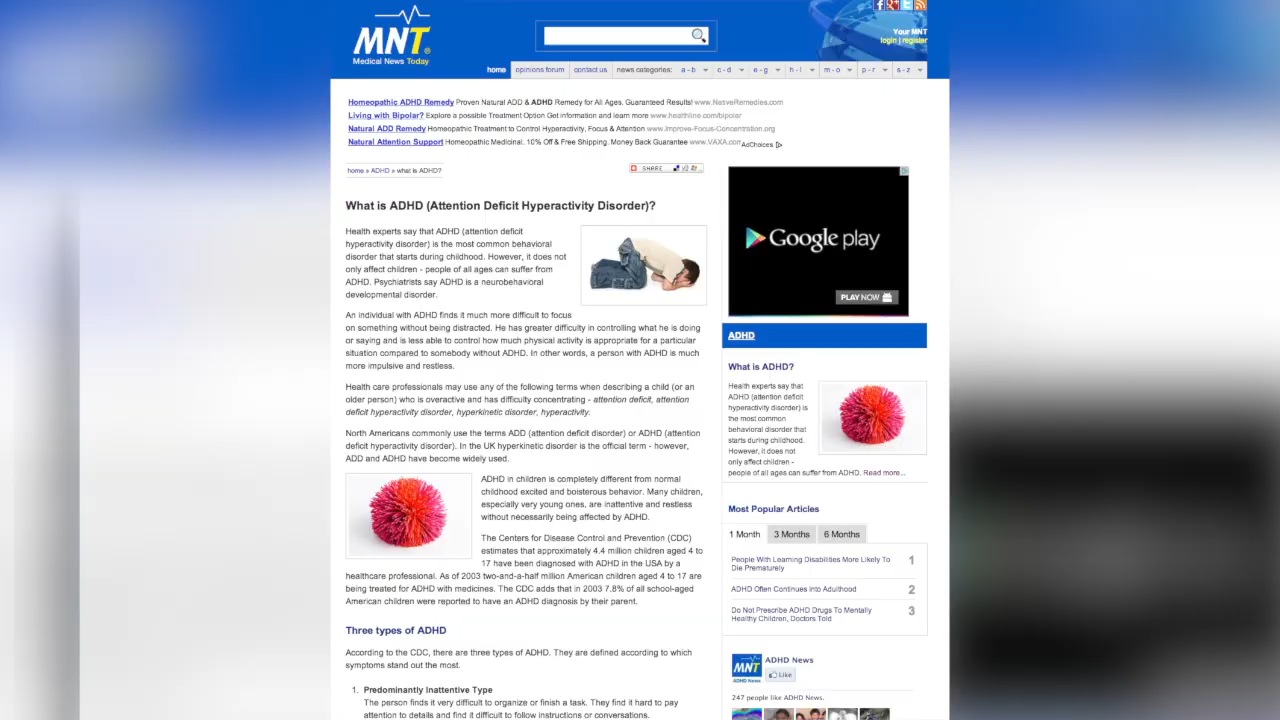 MNT
Medical News Today
Your MNT
login | register
home opinions forum contact us news categories: a - b c - d e - g h - l m - o p - r s - z
Homeopathic ADHD Remedy Proven Natural ADD & ADHD Remedy for All Ages. Guaranteed Results! www.NativeRemedies.com
Living with Bipolar? Explore a possible Treatment Option Get information and learn more www.healthline.com/bipolar
Natural ADD Remedy Homeopathic Treatment to Control Hyperactivity, Focus & Attention www.Improve-Focus-Concentration.org
Natural Attention Support Homeopathic Medicinal. 10% Off & Free Shipping. Money Back Guarantee www.VAXA.com
AdChoices
home » ADHD » what is ADHD?
SHARE
What is ADHD (Attention Deficit Hyperactivity Disorder)?
Health experts say that ADHD (attention deficit
hyperactivity disorder) is the most common behavioral
disorder that starts during childhood. However, it does not
only affect children - people of all ages can suffer from
ADHD. Psychiatrists say ADHD is a neurobehavioral
developmental disorder.
An individual with ADHD finds it much more difficult to focus
on something without being distracted. He has greater difficulty in controlling what he is doing
or saying and is less able to control how much physical activity is appropriate for a particular
situation compared to somebody without ADHD. In other words, a person with ADHD is much
more impulsive and restless.
Health care professionals may use any of the following terms when describing a child (or an
older person) who is overactive and has difficulty concentrating - attention deficit, attention
deficit hyperactivity disorder, hyperkinetic disorder, hyperactivity.
North Americans commonly use the terms ADD (attention deficit disorder) or ADHD (attention
deficit hyperactivity disorder). In the UK hyperkinetic disorder is the official term - however,
ADD and ADHD have become widely used.
ADHD in children is completely different from normal
childhood excited and boisterous behavior. Many children,
especially very young ones, are inattentive and restless
without necessarily being affected by ADHD.
The Centers for Disease Control and Prevention (CDC)
estimates that approximately 4.4 million children aged 4 to
17 have been diagnosed with ADHD in the USA by a
healthcare professional. As of 2003 two-and-a-half million American children aged 4 to 17 are
being treated for ADHD with medicines. The CDC adds that in 2003 7.8% of all school-aged
American children were reported to have an ADHD diagnosis by their parent.
Three types of ADHD
According to the CDC, there are three types of ADHD. They are defined according to which
symptoms stand out the most.
1. Predominantly Inattentive Type
The person finds it very difficult to organize or finish a task. They find it hard to pay
attention to details and find it difficult to follow instructions or conversations.
Google play
PLAY NOW
ADHD
What is ADHD?
Health experts say that
ADHD (attention deficit
hyperactivity disorder) is
the most common
behavioral disorder that
starts during childhood.
However, it does not
only affect children -
people of all ages can suffer from ADHD. Read more...
Most Popular Articles
1 Month 3 Months 6 Months
People With Learning Disabilities More Likely To 1
Die Prematurely
ADHD Often Continues Into Adulthood 2
Do Not Prescribe ADHD Drugs To Mentally 3
Healthy Children, Doctors Told
MNT
ADHD News
ADHD News
Like
247 people like ADHD News.